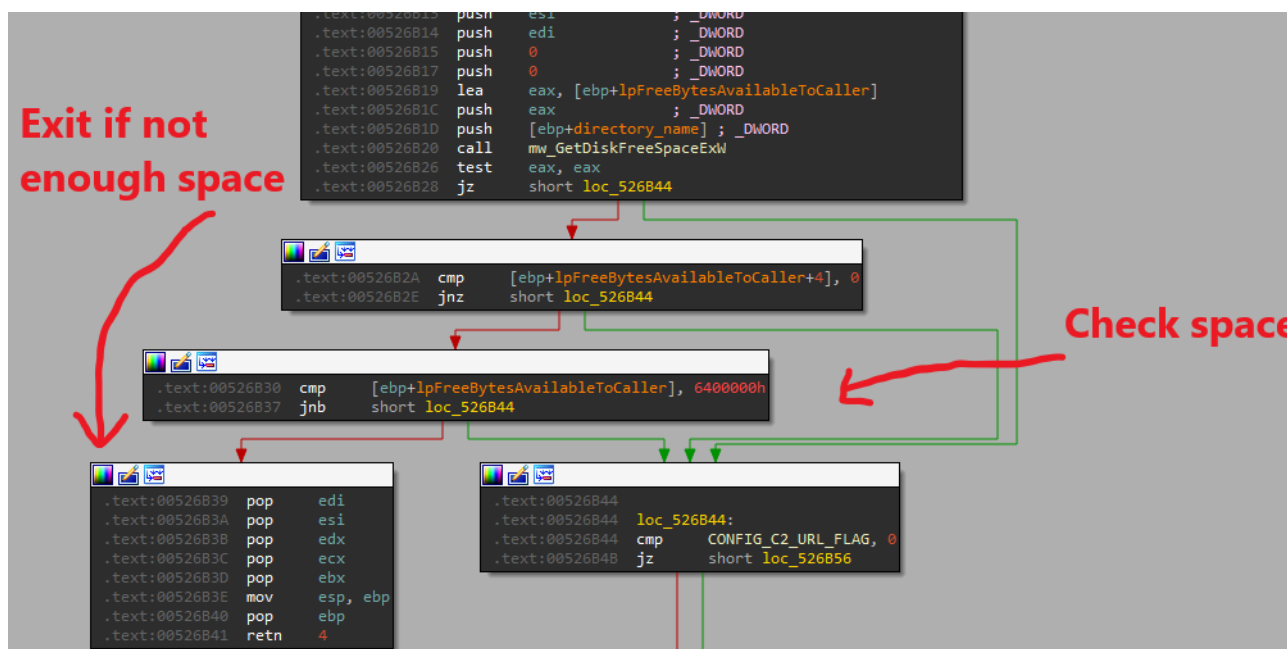 .text:00526B13 push esi ; _DWORD
.text:00526B14 push edi ; _DWORD
.text:00526B15 push 0 ; _DWORD
.text:00526B17 push 0 ; _DWORD
.text:00526B19 lea eax, [ebp+lpFreeBytesAvailableToCaller]
.text:00526B1C push eax ; _DWORD
.text:00526B1D push [ebp+directory_name] ; _DWORD
.text:00526B20 call mw_GetDiskFreeSpaceExW
.text:00526B26 test eax, eax
.text:00526B28 jz short loc_526B44
Exit if not
enough space
.text:00526B2A cmp [ebp+lpFreeBytesAvailableToCaller+4], 0
.text:00526B2E jnz short loc_526B44
Check space
.text:00526B30 cmp [ebp+lpFreeBytesAvailableToCaller], 6400000h
.text:00526B37 jnb short loc_526B44
.text:00526B39 pop edi
.text:00526B3A pop esi
.text:00526B3B pop edx
.text:00526B3C pop ecx
.text:00526B3D pop ebx
.text:00526B3E mov esp, ebp
.text:00526B40 pop ebp
.text:00526B41 retn 4
.text:00526B44
.text:00526B44 loc_526B44:
.text:00526B44 cmp CONFIG_C2_URL_FLAG, 0
.text:00526B4B jz short loc_526B56